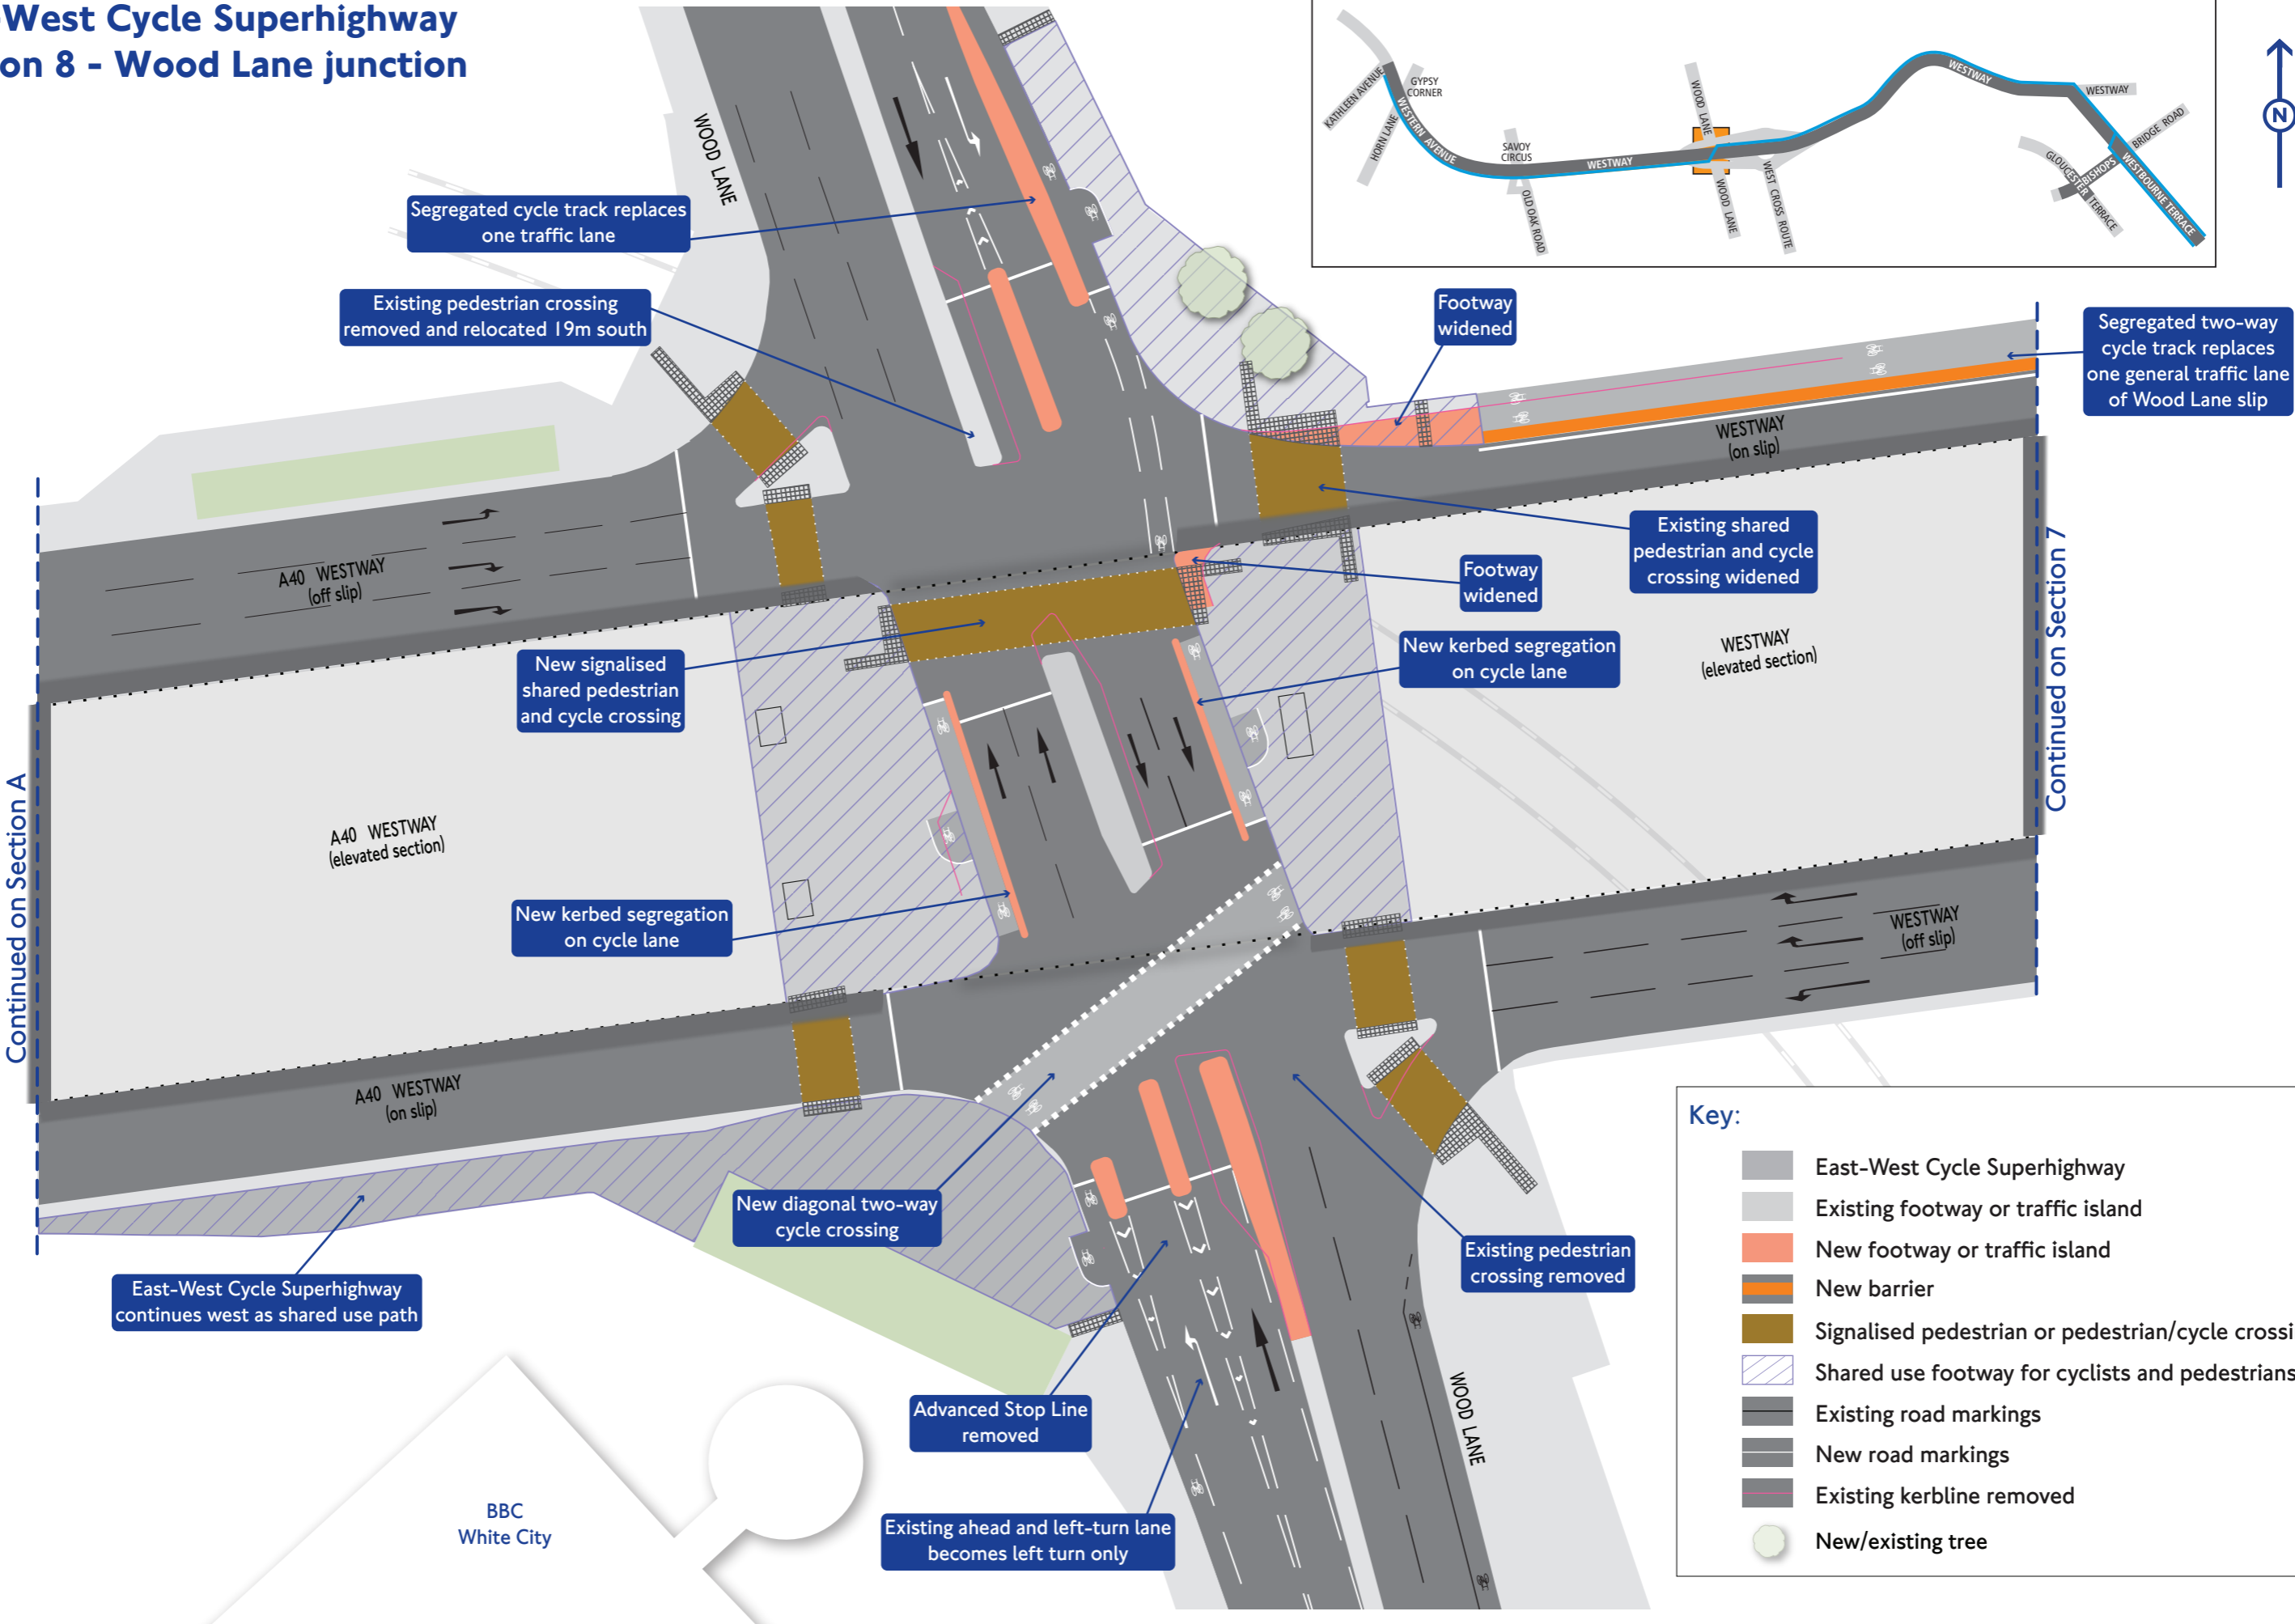 -West Cycle Superhighway
on 8 - Wood Lane junction
KATHLEEN AVENUE
GYPSY
CORNER
HORN LANE
WESTERN AVENUE
SAVOY
CIRCUS
OLD OAK ROAD
WESTWAY
WOOD LANE
WOOD LANE
WEST CROSS ROUTE
WESTWAY
WESTWAY
BRIDGE ROAD
BISHOPS
GLOUCESTER
TERRACE
WESTBOURNE TERRACE
N
WOOD LANE
Segregated cycle track replaces
one traffic lane
Existing pedestrian crossing
removed and relocated 19m south
Footway
widened
Segregated two-way
cycle track replaces
one general traffic lane
of Wood Lane slip
WESTWAY
(on slip)
A40 WESTWAY
(off slip)
Existing shared
pedestrian and cycle
crossing widened
Footway
widened
New signalised
shared pedestrian
and cycle crossing
New kerbed segregation
on cycle lane
WESTWAY
(elevated section)
Continued on Section 7
Continued on Section A
A40 WESTWAY
(elevated section)
New kerbed segregation
on cycle lane
WESTWAY
(off slip)
A40 WESTWAY
(on slip)
New diagonal two-way
cycle crossing
Existing pedestrian
crossing removed
East-West Cycle Superhighway
continues west as shared use path
Advanced Stop Line
removed
WOOD LANE
Existing ahead and left-turn lane
becomes left turn only
BBC
White City
Key:
East-West Cycle Superhighway
Existing footway or traffic island
New footway or traffic island
New barrier
Signalised pedestrian or pedestrian/cycle crossi
Shared use footway for cyclists and pedestrians
Existing road markings
New road markings
Existing kerbline removed
New/existing tree